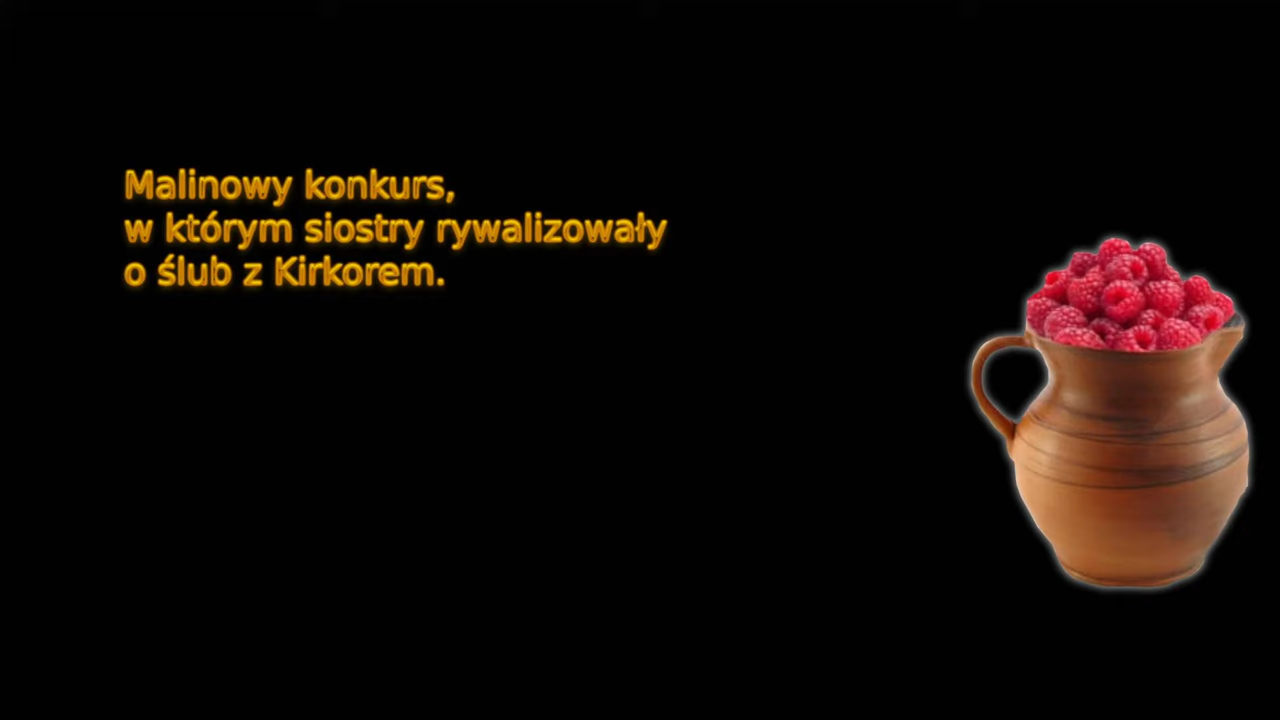 Malinowy konkurs,
w którym siostry rywalizowały
o ślub z Kirkorem.